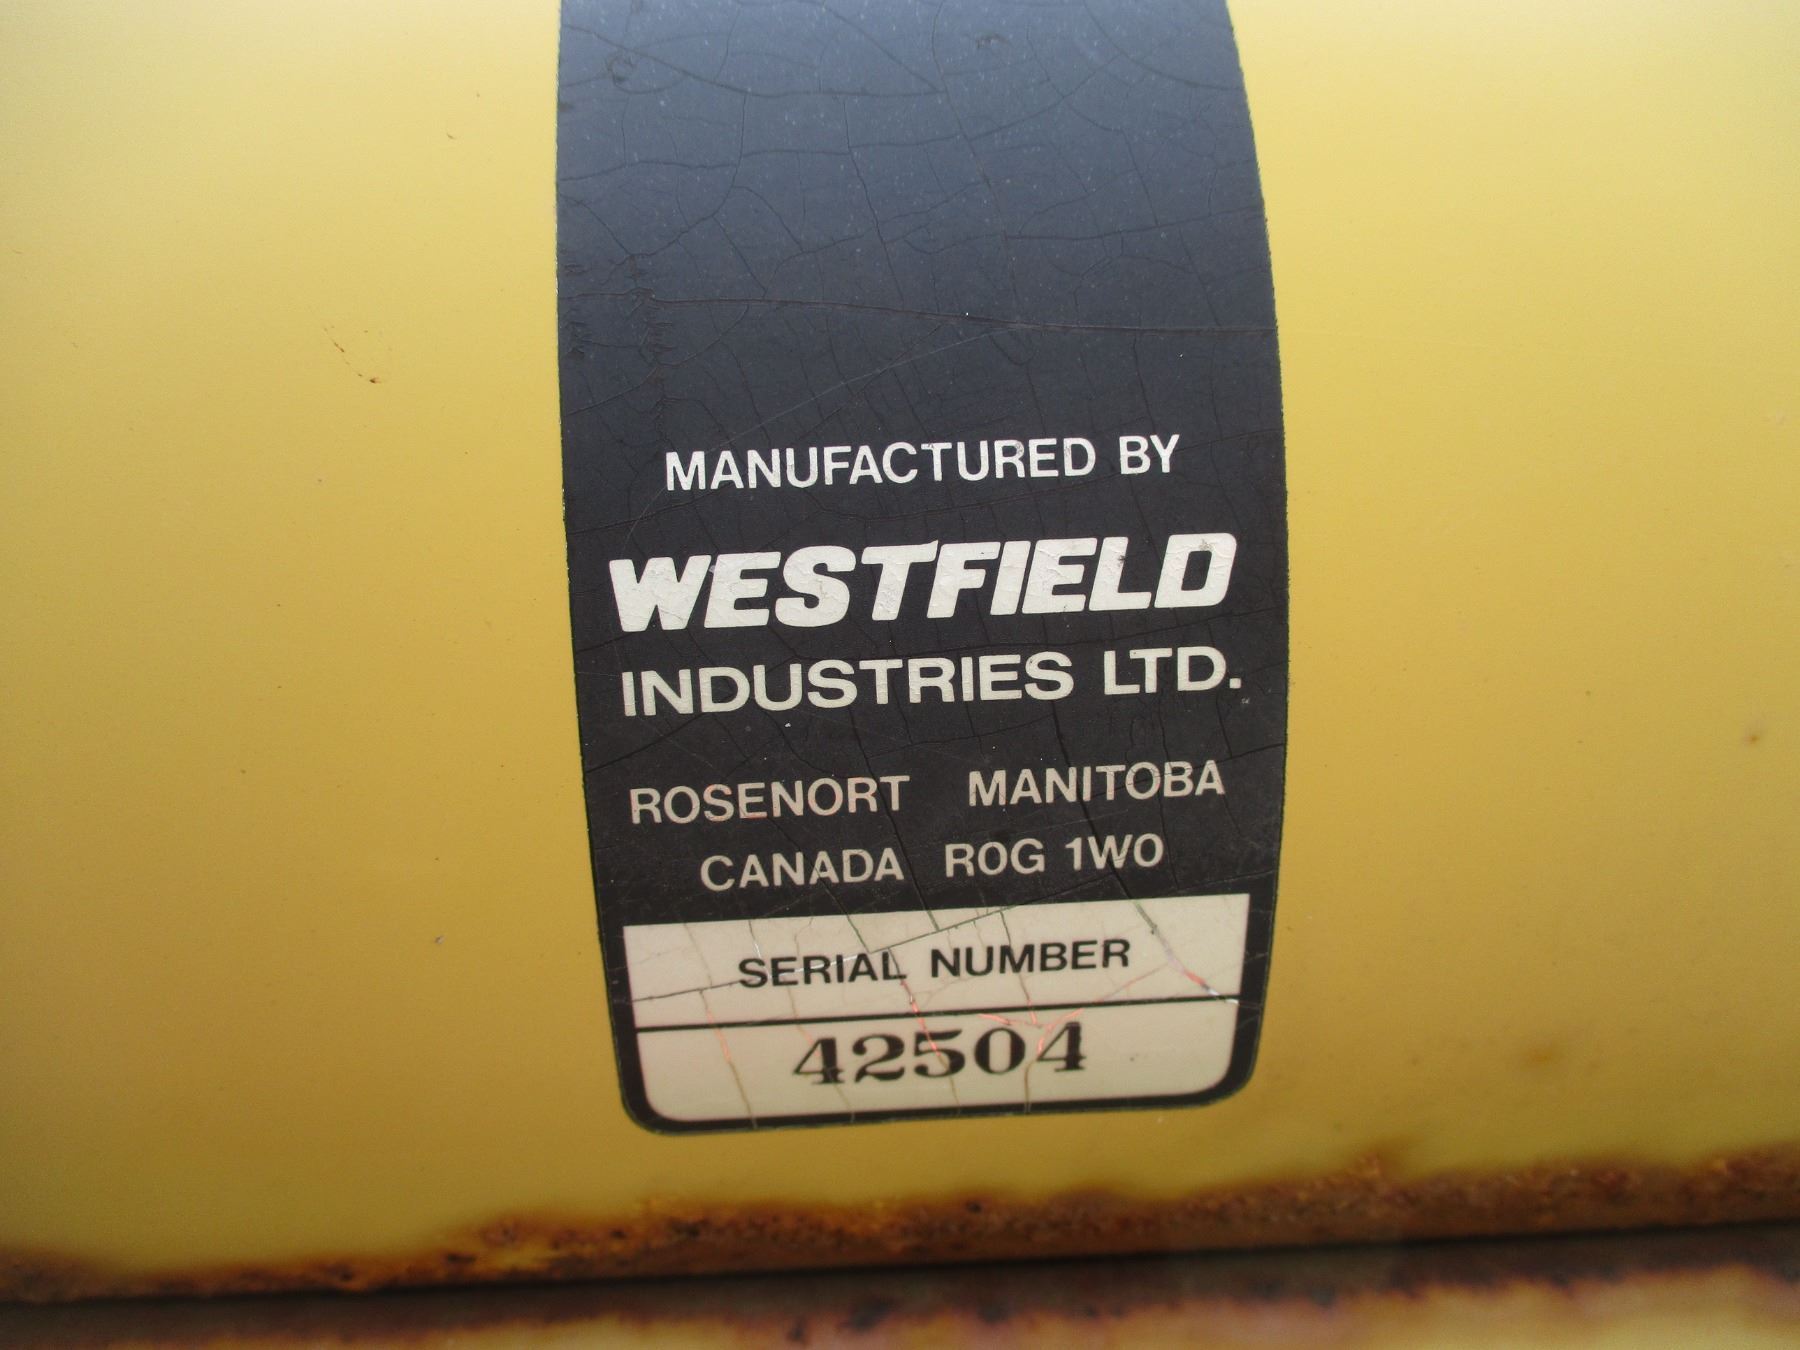 MANUFACTURED BY
WESTFIELD
INDUSTRIES LTD.
ROSENORT MANITOBA
CANADA R0G 1W0
SERIAL NUMBER
42504